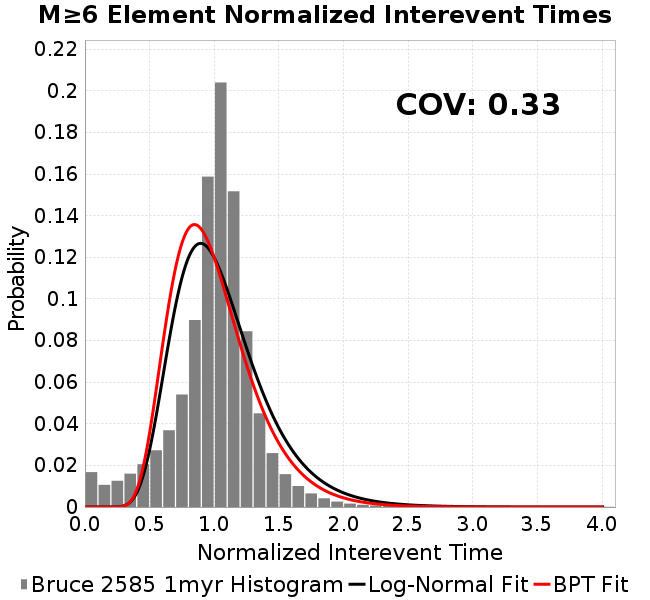 M≥6 Element Normalized Interevent Times
COV: 0.33
Probability
0.22
0.2
0.18
0.16
0.14
0.12
0.1
0.08
0.06
0.04
0.02
0
0.0 0.5 1.0 1.5 2.0 2.5 3.0 3.5 4.0
Normalized Interevent Time
Bruce 2585 1myr Histogram Log-Normal Fit BPT Fit